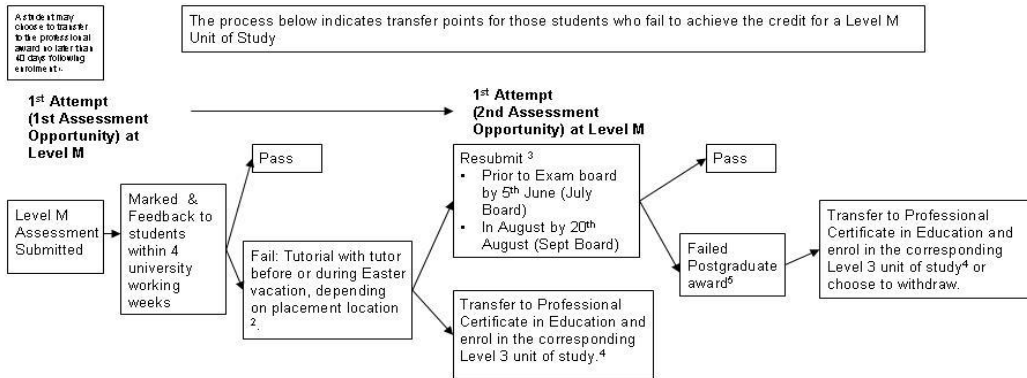 A student may
choose to transfer
to the professional
award no later than
40 days following
enrolment 1.
The process below indicates transfer points for those students who fail to achieve the credit for a Level M
Unit of Study
1st Attempt
(1st Assessment
Opportunity) at
Level M
1st Attempt
(2nd Assessment
Opportunity) at Level M
Level M
Assessment
Submitted
Marked & 
Feedback to
students
within 4
university
working
weeks
Pass
Fail: Tutorial with tutor
before or during Easter
vacation, depending
on placement location
2.
Resubmit 3
▪ Prior to Exam board
by 5th June (July
Board)
▪ In August by 20th
August (Sept Board)
Transfer to Professional
Certificate in Education and
enrol in the corresponding
Level 3 unit of study.4
Pass
Failed
Postgraduate
award5
Transfer to Professional
Certificate in Education and
enrol in the corresponding
Level 3 unit of study4 or
choose to withdraw.